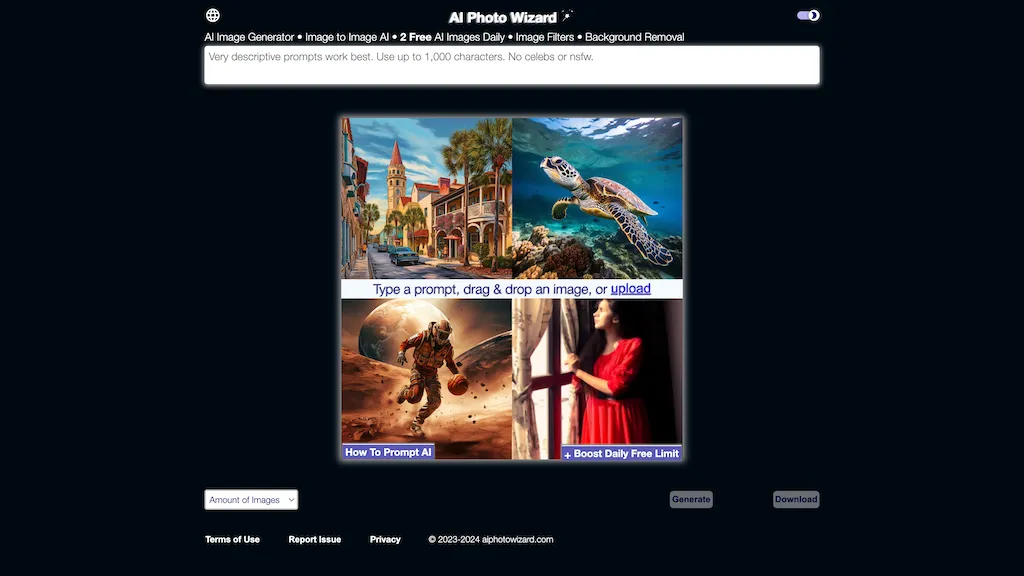 AI Photo Wizard
AI Image Generator • Image to Image AI • 2 Free AI Images Daily • Image Filters • Background Removal
Very descriptive prompts work best. Use up to 1,000 characters. No celebs or nsfw.
Type a prompt, drag & drop an image, or upload
How To Prompt AI
+ Boost Daily Free Limit
Amount of Images
Generate
Download
Terms of Use
Report Issue
Privacy
© 2023-2024 aiphotowizard.com